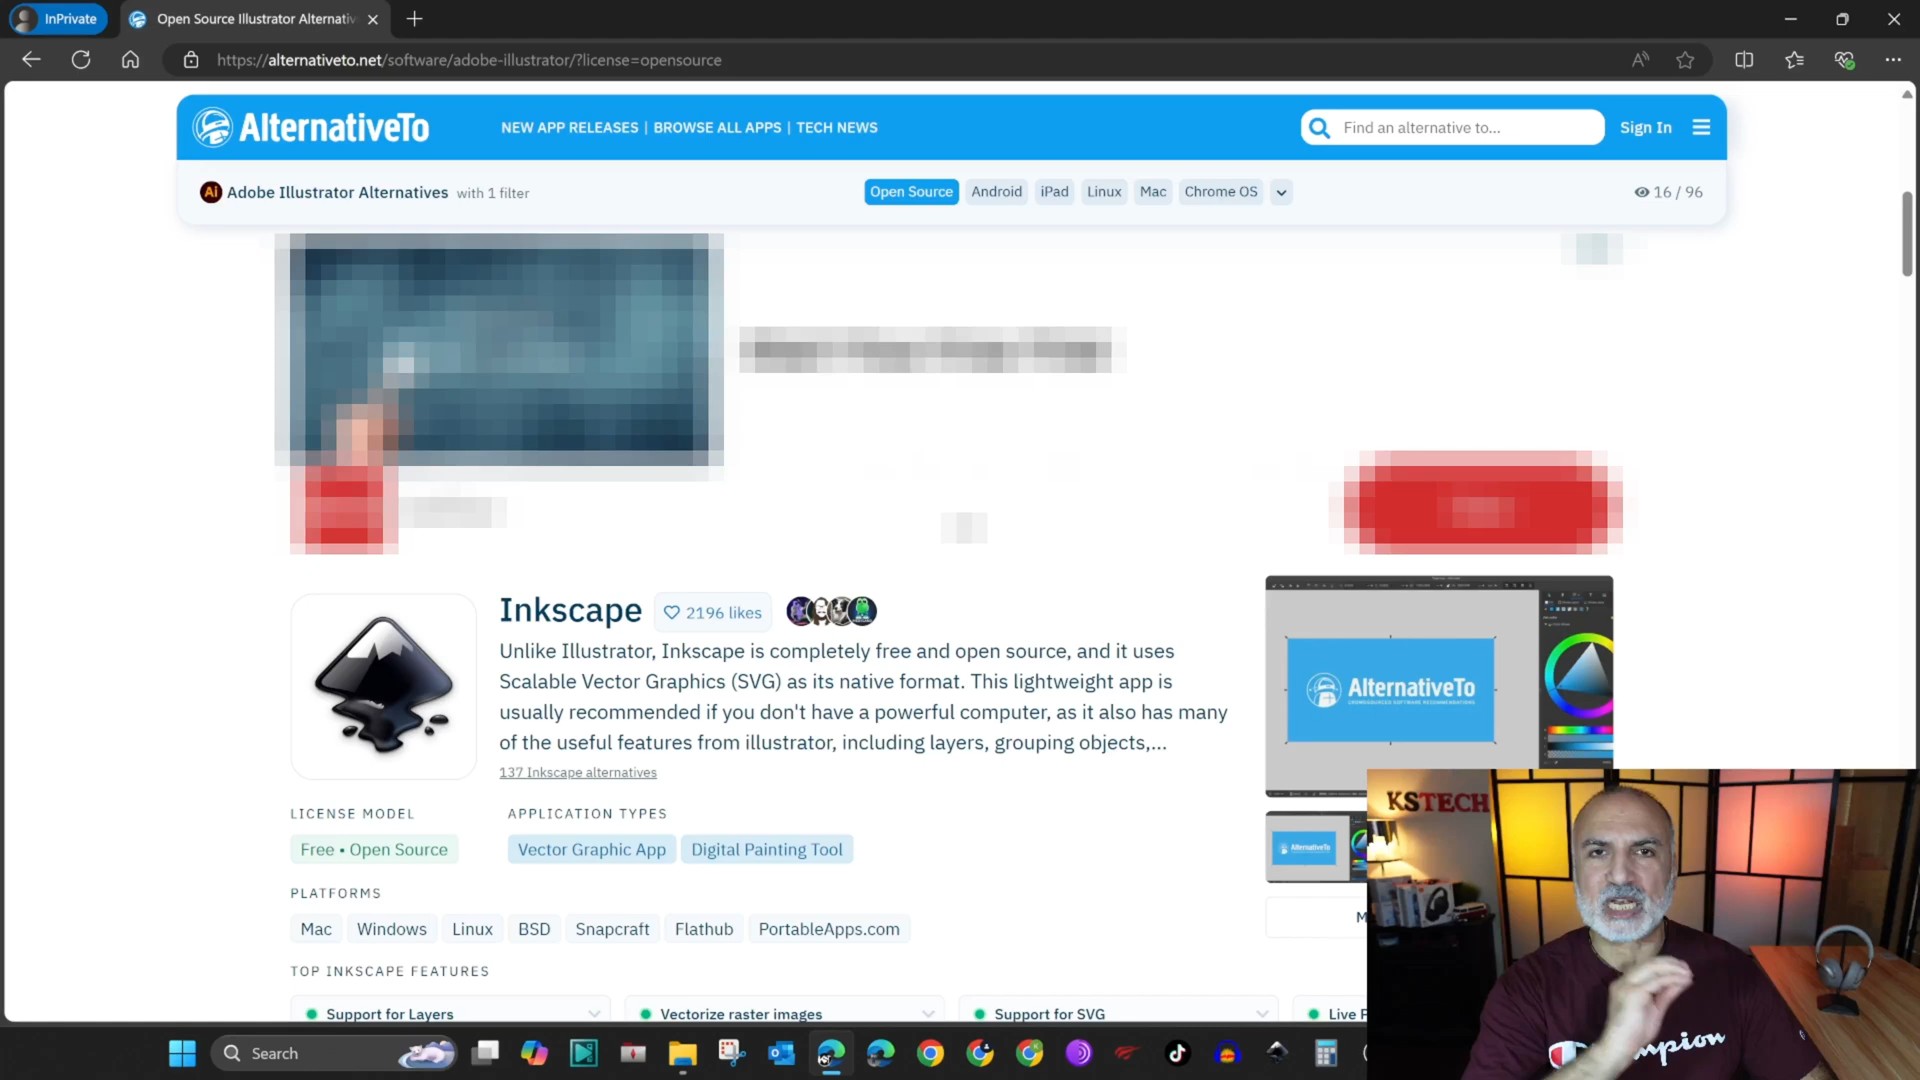 InPrivate
Open Source Illustrator Alternativ
https://alternativeto.net/software/adobe-illustrator/?license=opensource
AlternativeTo
NEW APP RELEASES | BROWSE ALL APPS | TECH NEWS
Find an alternative to...
Sign In
Ai Adobe Illustrator Alternatives with 1 filter
Open Source Android iPad Linux Mac Chrome OS
16 / 96
Inkscape
2196 likes
Unlike Illustrator, Inkscape is completely free and open source, and it uses
Scalable Vector Graphics (SVG) as its native format. This lightweight app is
usually recommended if you don't have a powerful computer, as it also has many
of the useful features from illustrator, including layers, grouping objects,...
137 Inkscape alternatives
AlternativeTo
CROWDSOURCED SOFTWARE RECOMMENDATIONS
AlternativeTo
LICENSE MODEL
APPLICATION TYPES
Free • Open Source
Vector Graphic App
Digital Painting Tool
PLATFORMS
Mac Windows Linux BSD Snapcraft Flathub PortableApps.com
M
TOP INKSCAPE FEATURES
Support for Layers
Vectorize raster images
Support for SVG
Live P
KSTECH
Search